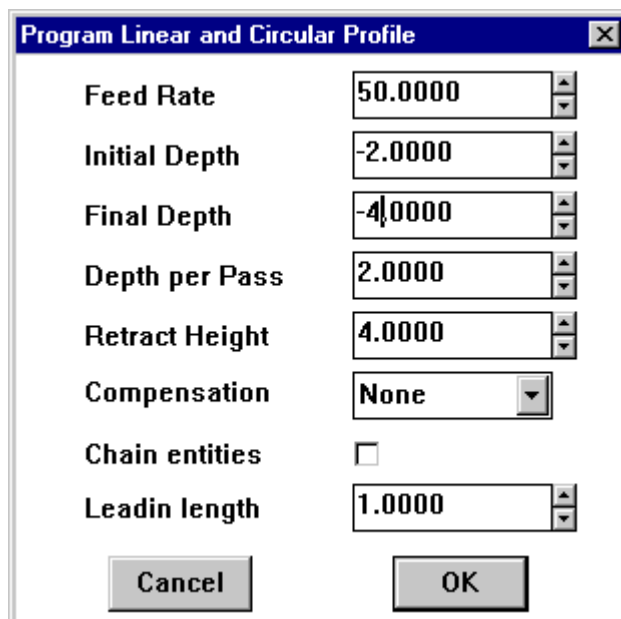 Program Linear and Circular Profile
Feed Rate 50.0000
Initial Depth -2.0000
Final Depth -4.0000
Depth per Pass 2.0000
Retract Height 4.0000
Compensation None
Chain entities
Leadin length 1.0000
Cancel OK